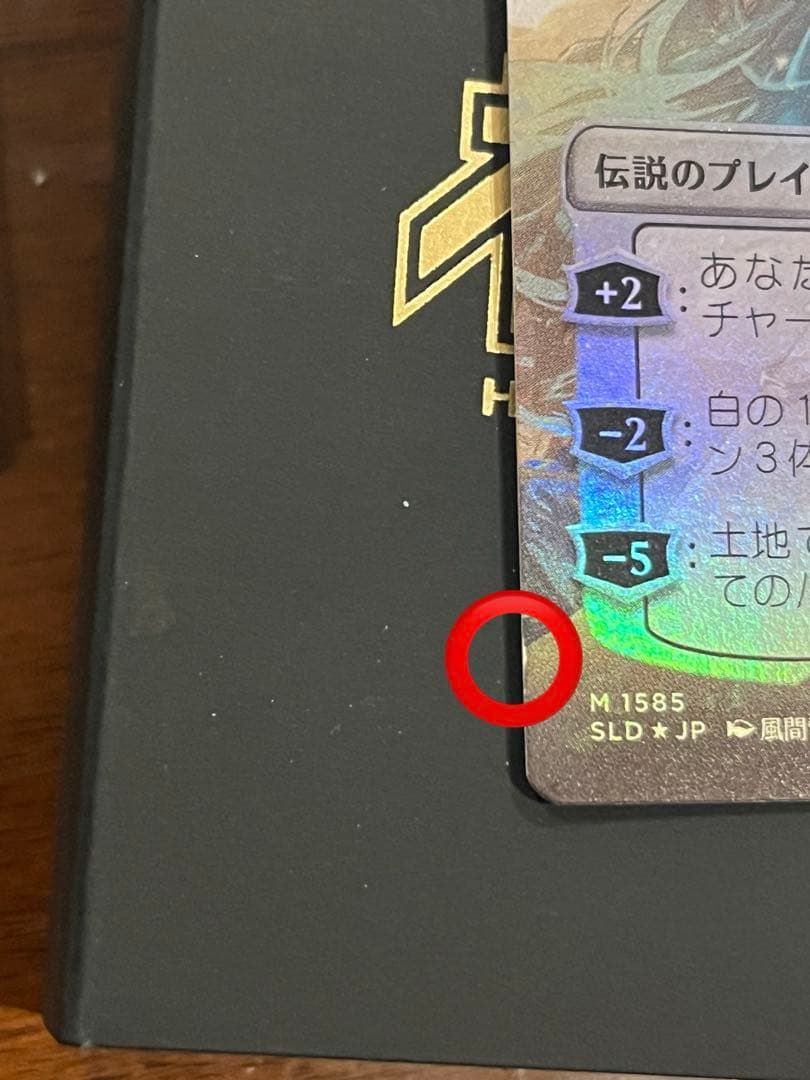 伝説のプレイ
+2 : あなた
チャー
-2 : 白の1
ン3体
-5 : 土地で
ての
M 1585
SLD★JP 風間
H